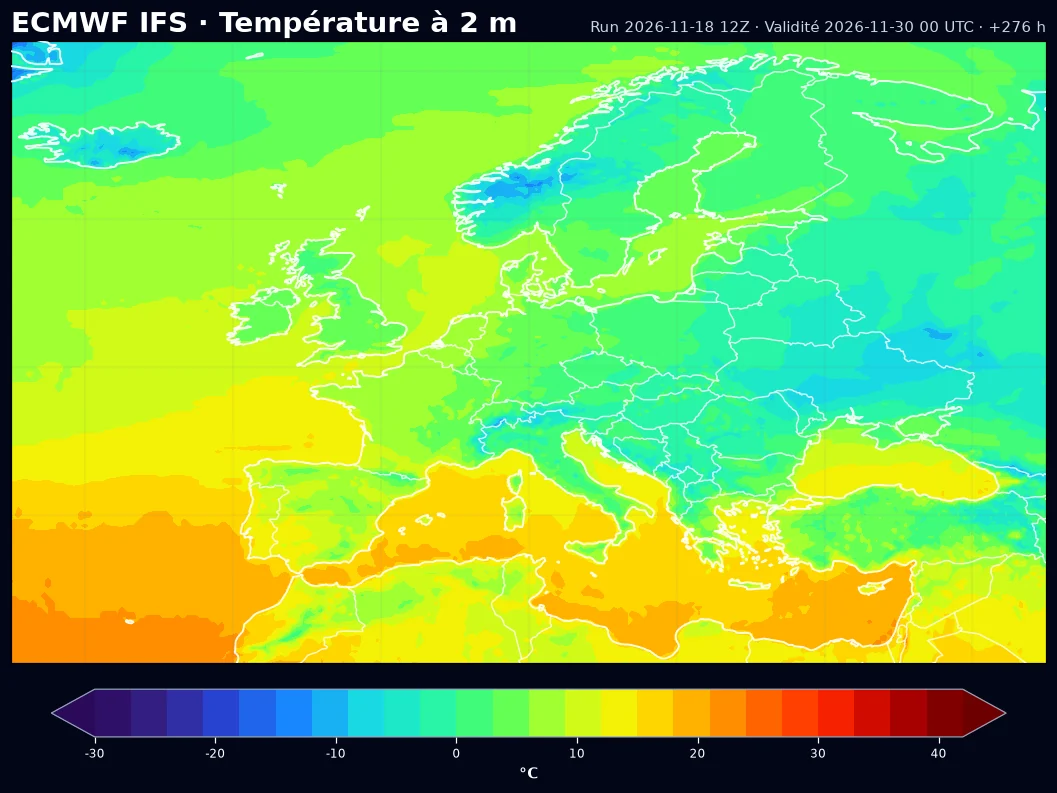 ECMWF IFS · Température à 2 m
Run 2026-11-18 12Z · Validité 2026-11-30 00 UTC · +276 h
-30 -20 -10 0 10 20 30 40
°C